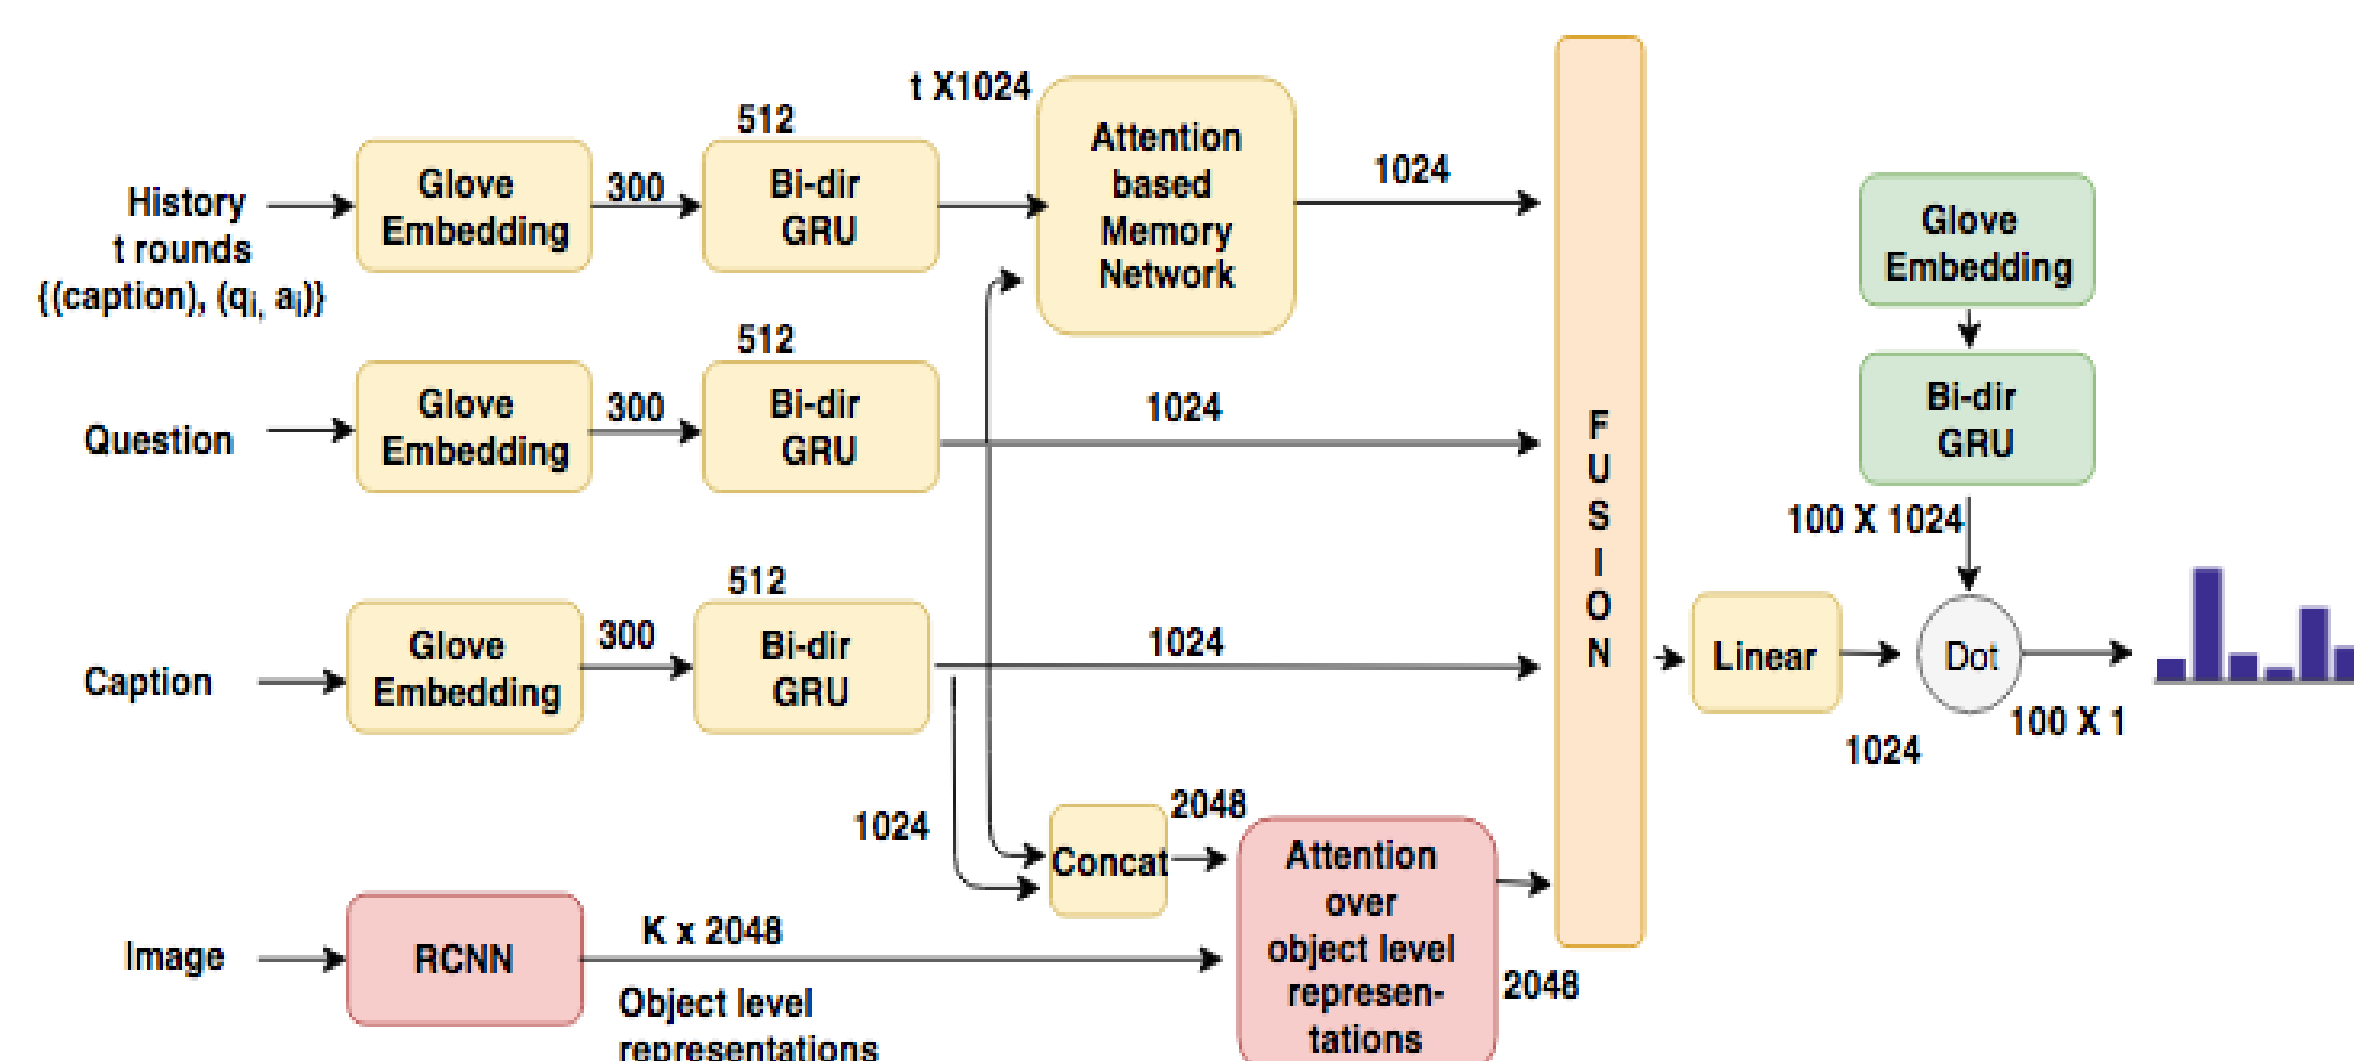 History
t rounds
{(caption), (qi, ai)}
Glove
Embedding
300
512
Bi-dir
GRU
t X1024
Attention
based
Memory
Network
1024
Question
Glove
Embedding
300
512
Bi-dir
GRU
1024
Caption
Glove
Embedding
300
512
Bi-dir
GRU
1024
1024
Concat
2048
Image
RCNN
K x 2048
Object level
representations
Attention
over
object level
represen-
tations
2048
F
U
S
I
O
N
Linear
1024
Glove
Embedding
Bi-dir
GRU
100 X 1024
Dot
100 X 1